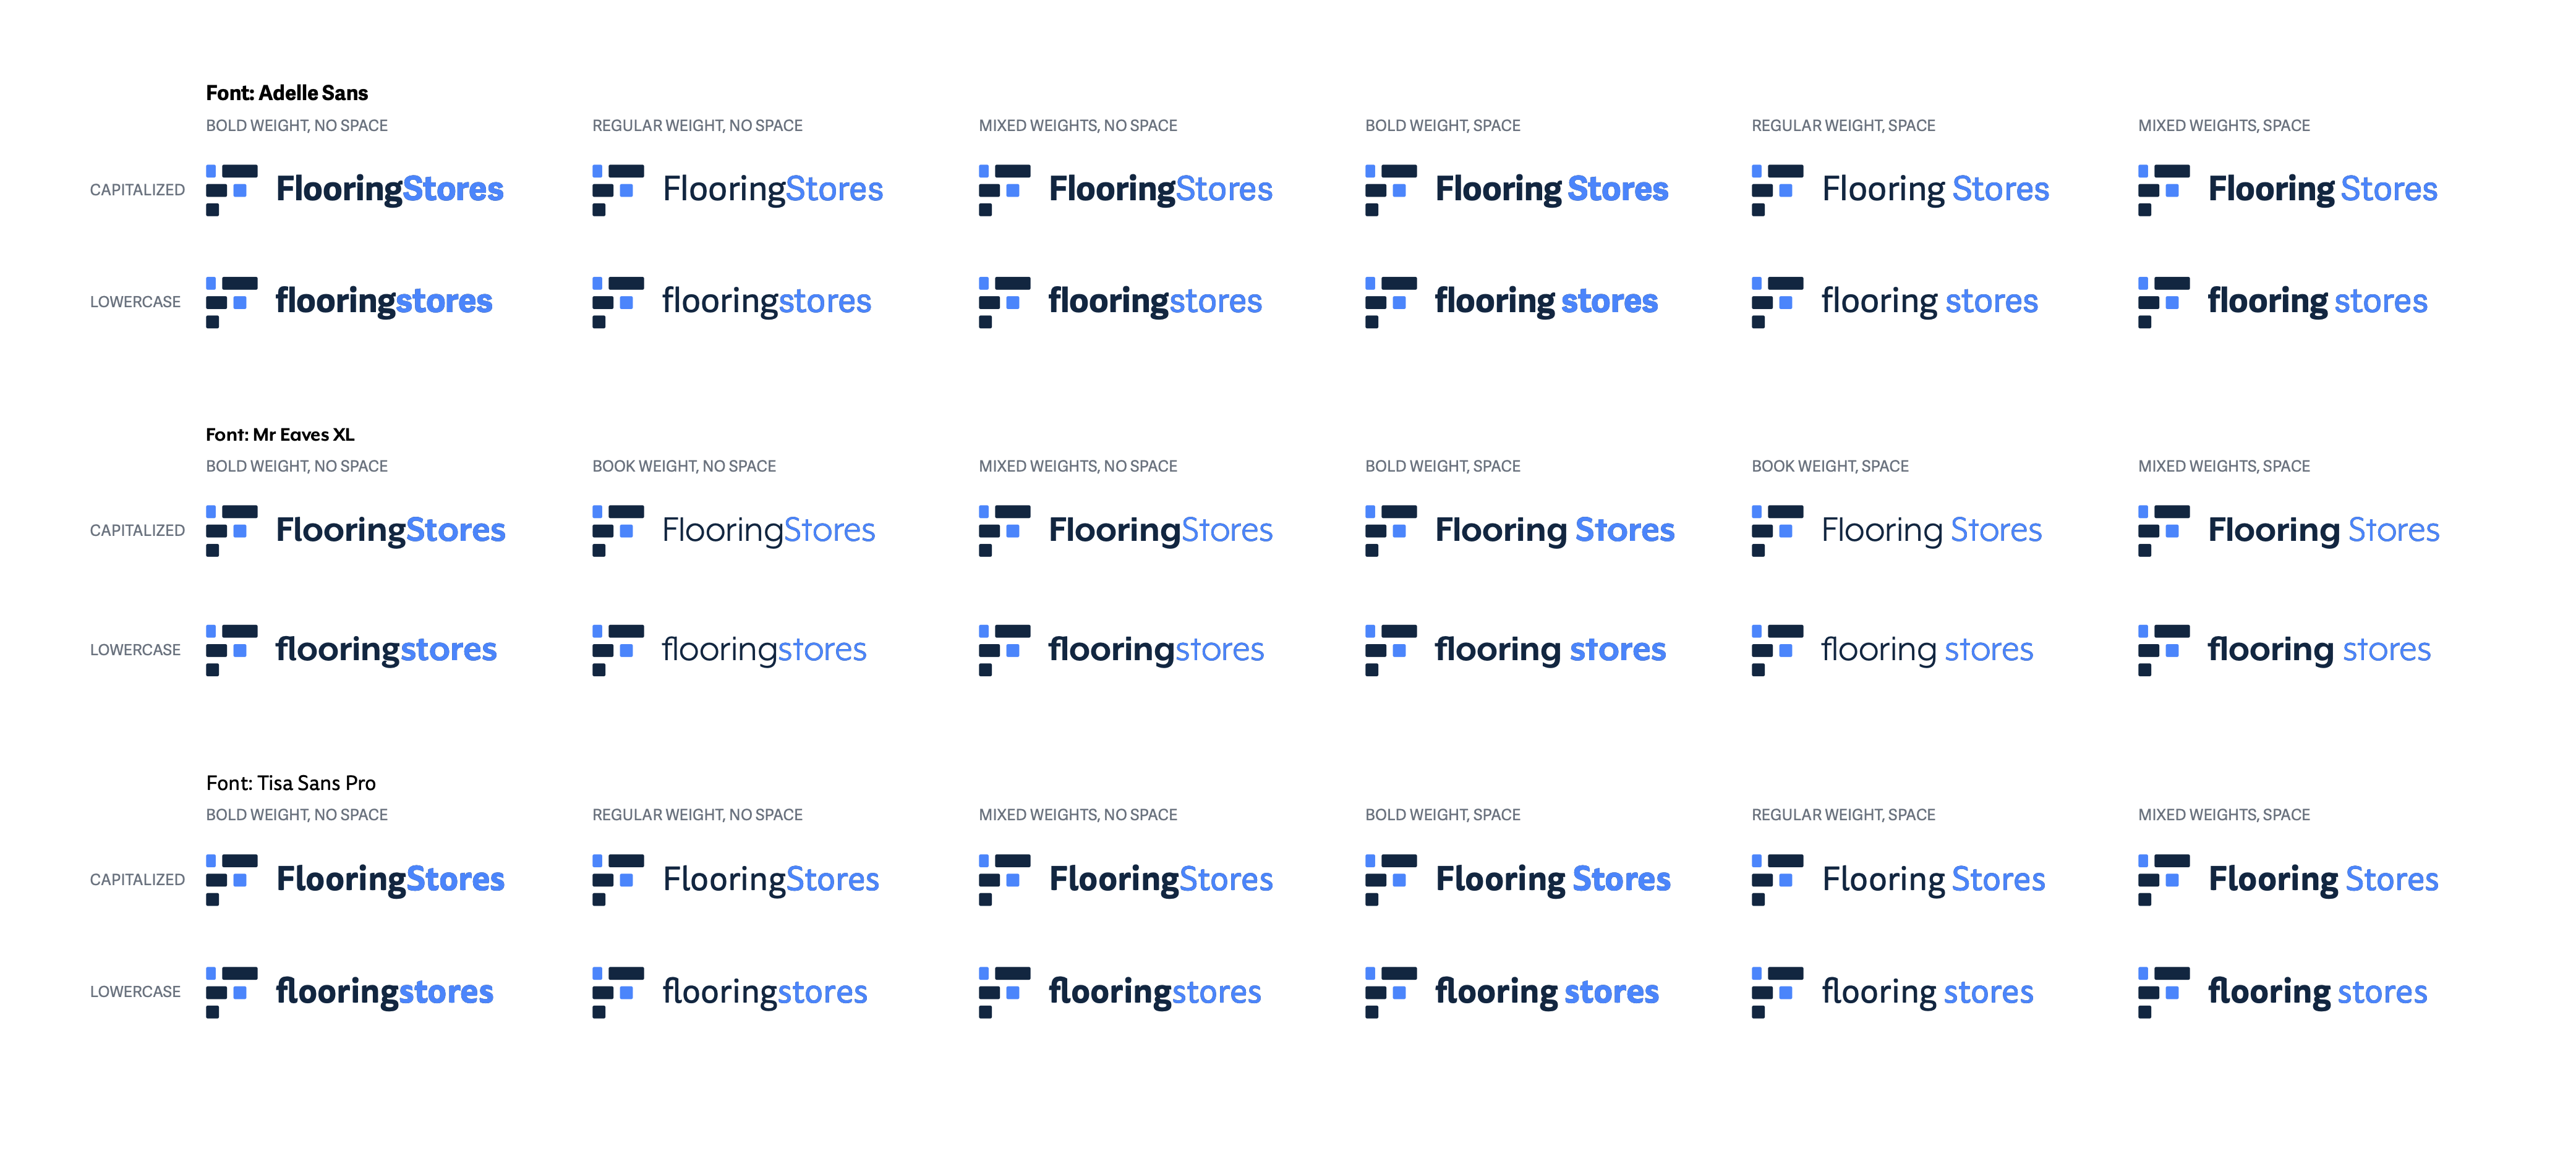 Font: Adelle Sans
BOLD WEIGHT, NO SPACE REGULAR WEIGHT, NO SPACE MIXED WEIGHTS, NO SPACE BOLD WEIGHT, SPACE REGULAR WEIGHT, SPACE MIXED WEIGHTS, SPACE
CAPITALIZED FlooringStores FlooringStores FlooringStores Flooring Stores Flooring Stores Flooring Stores
LOWERCASE flooringstores flooringstores flooringstores flooring stores flooring stores flooring stores
Font: Mr Eaves XL
BOLD WEIGHT, NO SPACE BOOK WEIGHT, NO SPACE MIXED WEIGHTS, NO SPACE BOLD WEIGHT, SPACE BOOK WEIGHT, SPACE MIXED WEIGHTS, SPACE
CAPITALIZED FlooringStores FlooringStores FlooringStores Flooring Stores Flooring Stores Flooring Stores
LOWERCASE flooringstores flooringstores flooringstores flooring stores flooring stores flooring stores
Font: Tisa Sans Pro
BOLD WEIGHT, NO SPACE REGULAR WEIGHT, NO SPACE MIXED WEIGHTS, NO SPACE BOLD WEIGHT, SPACE REGULAR WEIGHT, SPACE MIXED WEIGHTS, SPACE
CAPITALIZED FlooringStores FlooringStores FlooringStores Flooring Stores Flooring Stores Flooring Stores
LOWERCASE flooringstores flooringstores flooringstores flooring stores flooring stores flooring stores